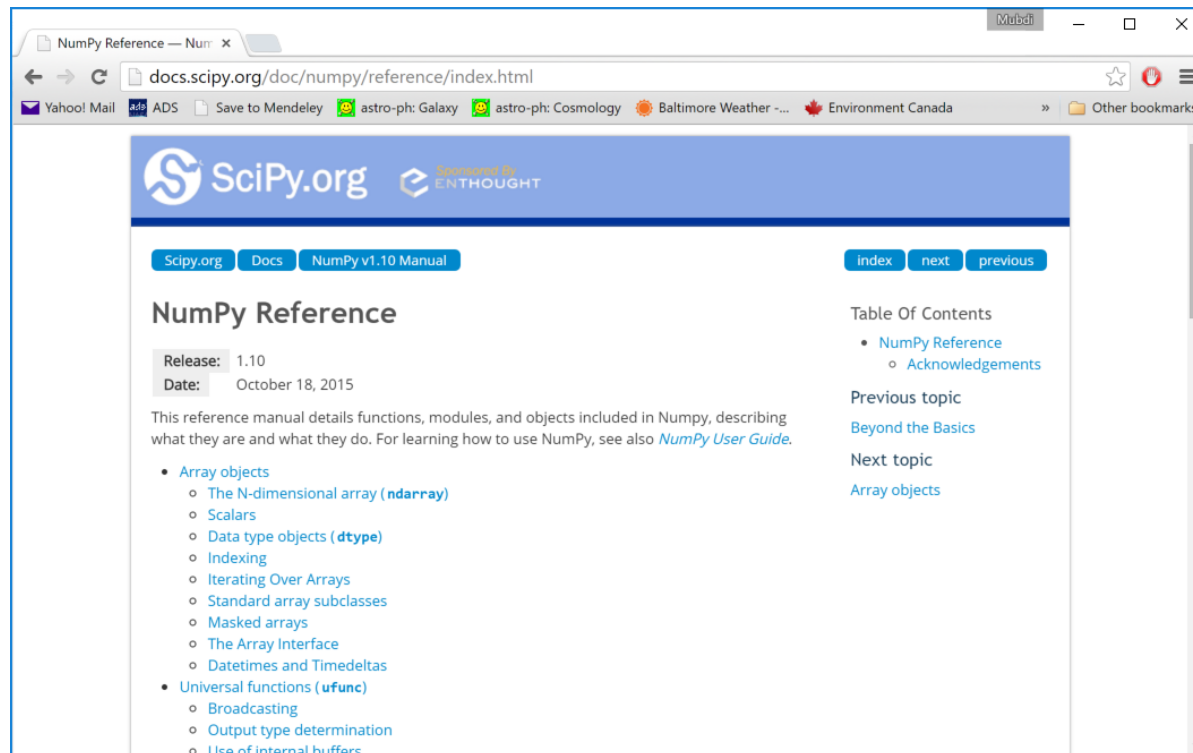 Mubdi
NumPy Reference — Num
docs.scipy.org/doc/numpy/reference/index.html
Yahoo! Mail ads ADS Save to Mendeley astro-ph: Galaxy astro-ph: Cosmology Baltimore Weather -... Environment Canada » Other bookmarks
SciPy.org Sponsored By
ENTHOUGHT
Scipy.org Docs NumPy v1.10 Manual index next previous
NumPy Reference
Release: 1.10
Date: October 18, 2015
This reference manual details functions, modules, and objects included in Numpy, describing
what they are and what they do. For learning how to use NumPy, see also NumPy User Guide.
• Array objects
◦ The N-dimensional array (ndarray)
◦ Scalars
◦ Data type objects (dtype)
◦ Indexing
◦ Iterating Over Arrays
◦ Standard array subclasses
◦ Masked arrays
◦ The Array Interface
◦ Datetimes and Timedeltas
• Universal functions (ufunc)
◦ Broadcasting
◦ Output type determination
◦ Use of internal buffers
Table Of Contents
• NumPy Reference
◦ Acknowledgements
Previous topic
Beyond the Basics
Next topic
Array objects